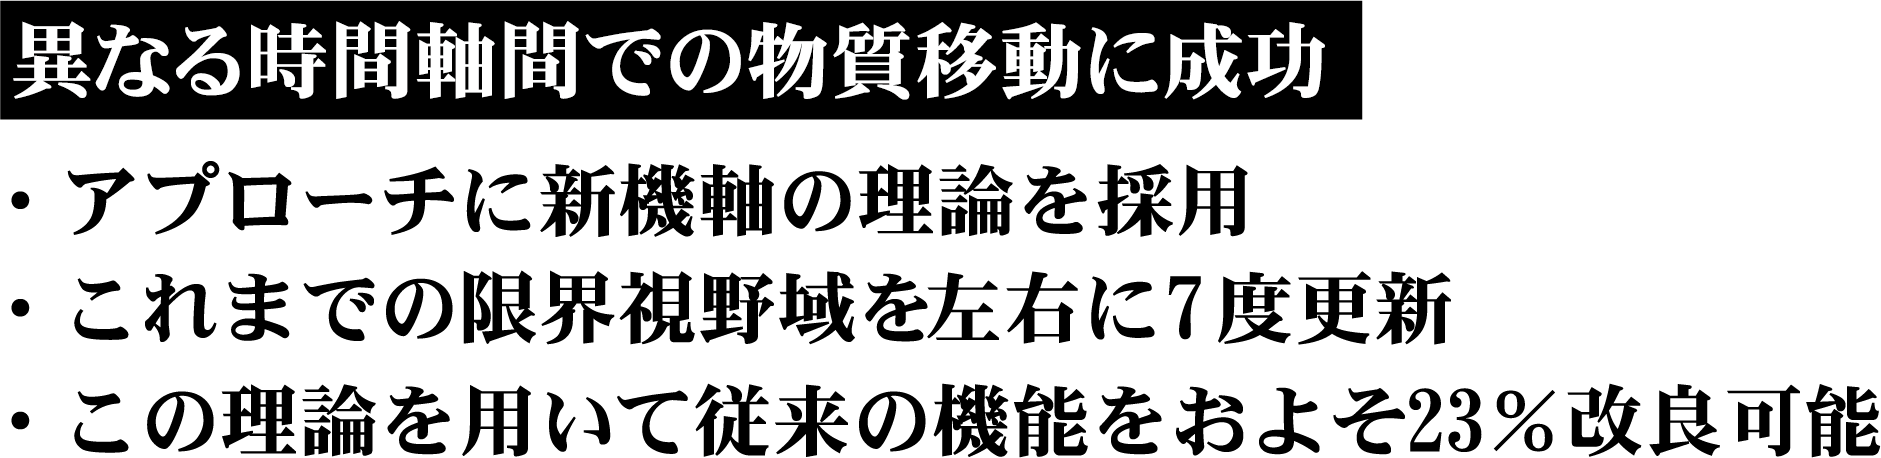 異なる時間軸間での物質移動に成功
・アプローチに新機軸の理論を採用
・これまでの限界視野域を左右に7度更新
・この理論を用いて従来の機能をおよそ23％改良可能